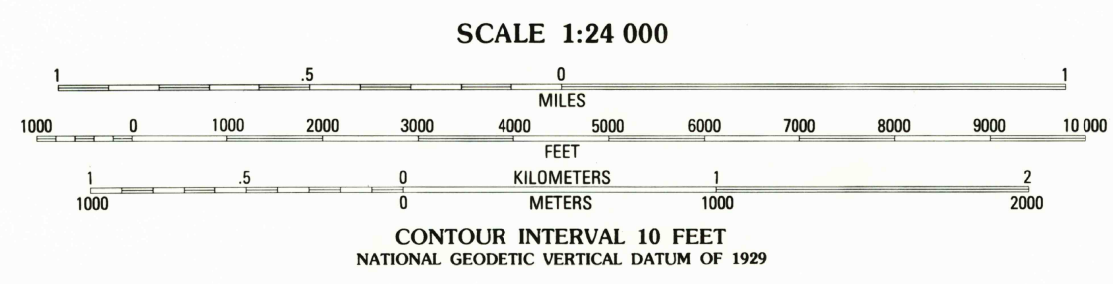 SCALE 1:24 000
1 .5 0 1
MILES
1000 0 1000 2000 3000 4000 5000 6000 7000 8000 9000 10 000
FEET
1 .5 0 KILOMETERS 1 2
1000 0 METERS 1000 2000
CONTOUR INTERVAL 10 FEET
NATIONAL GEODETIC VERTICAL DATUM OF 1929